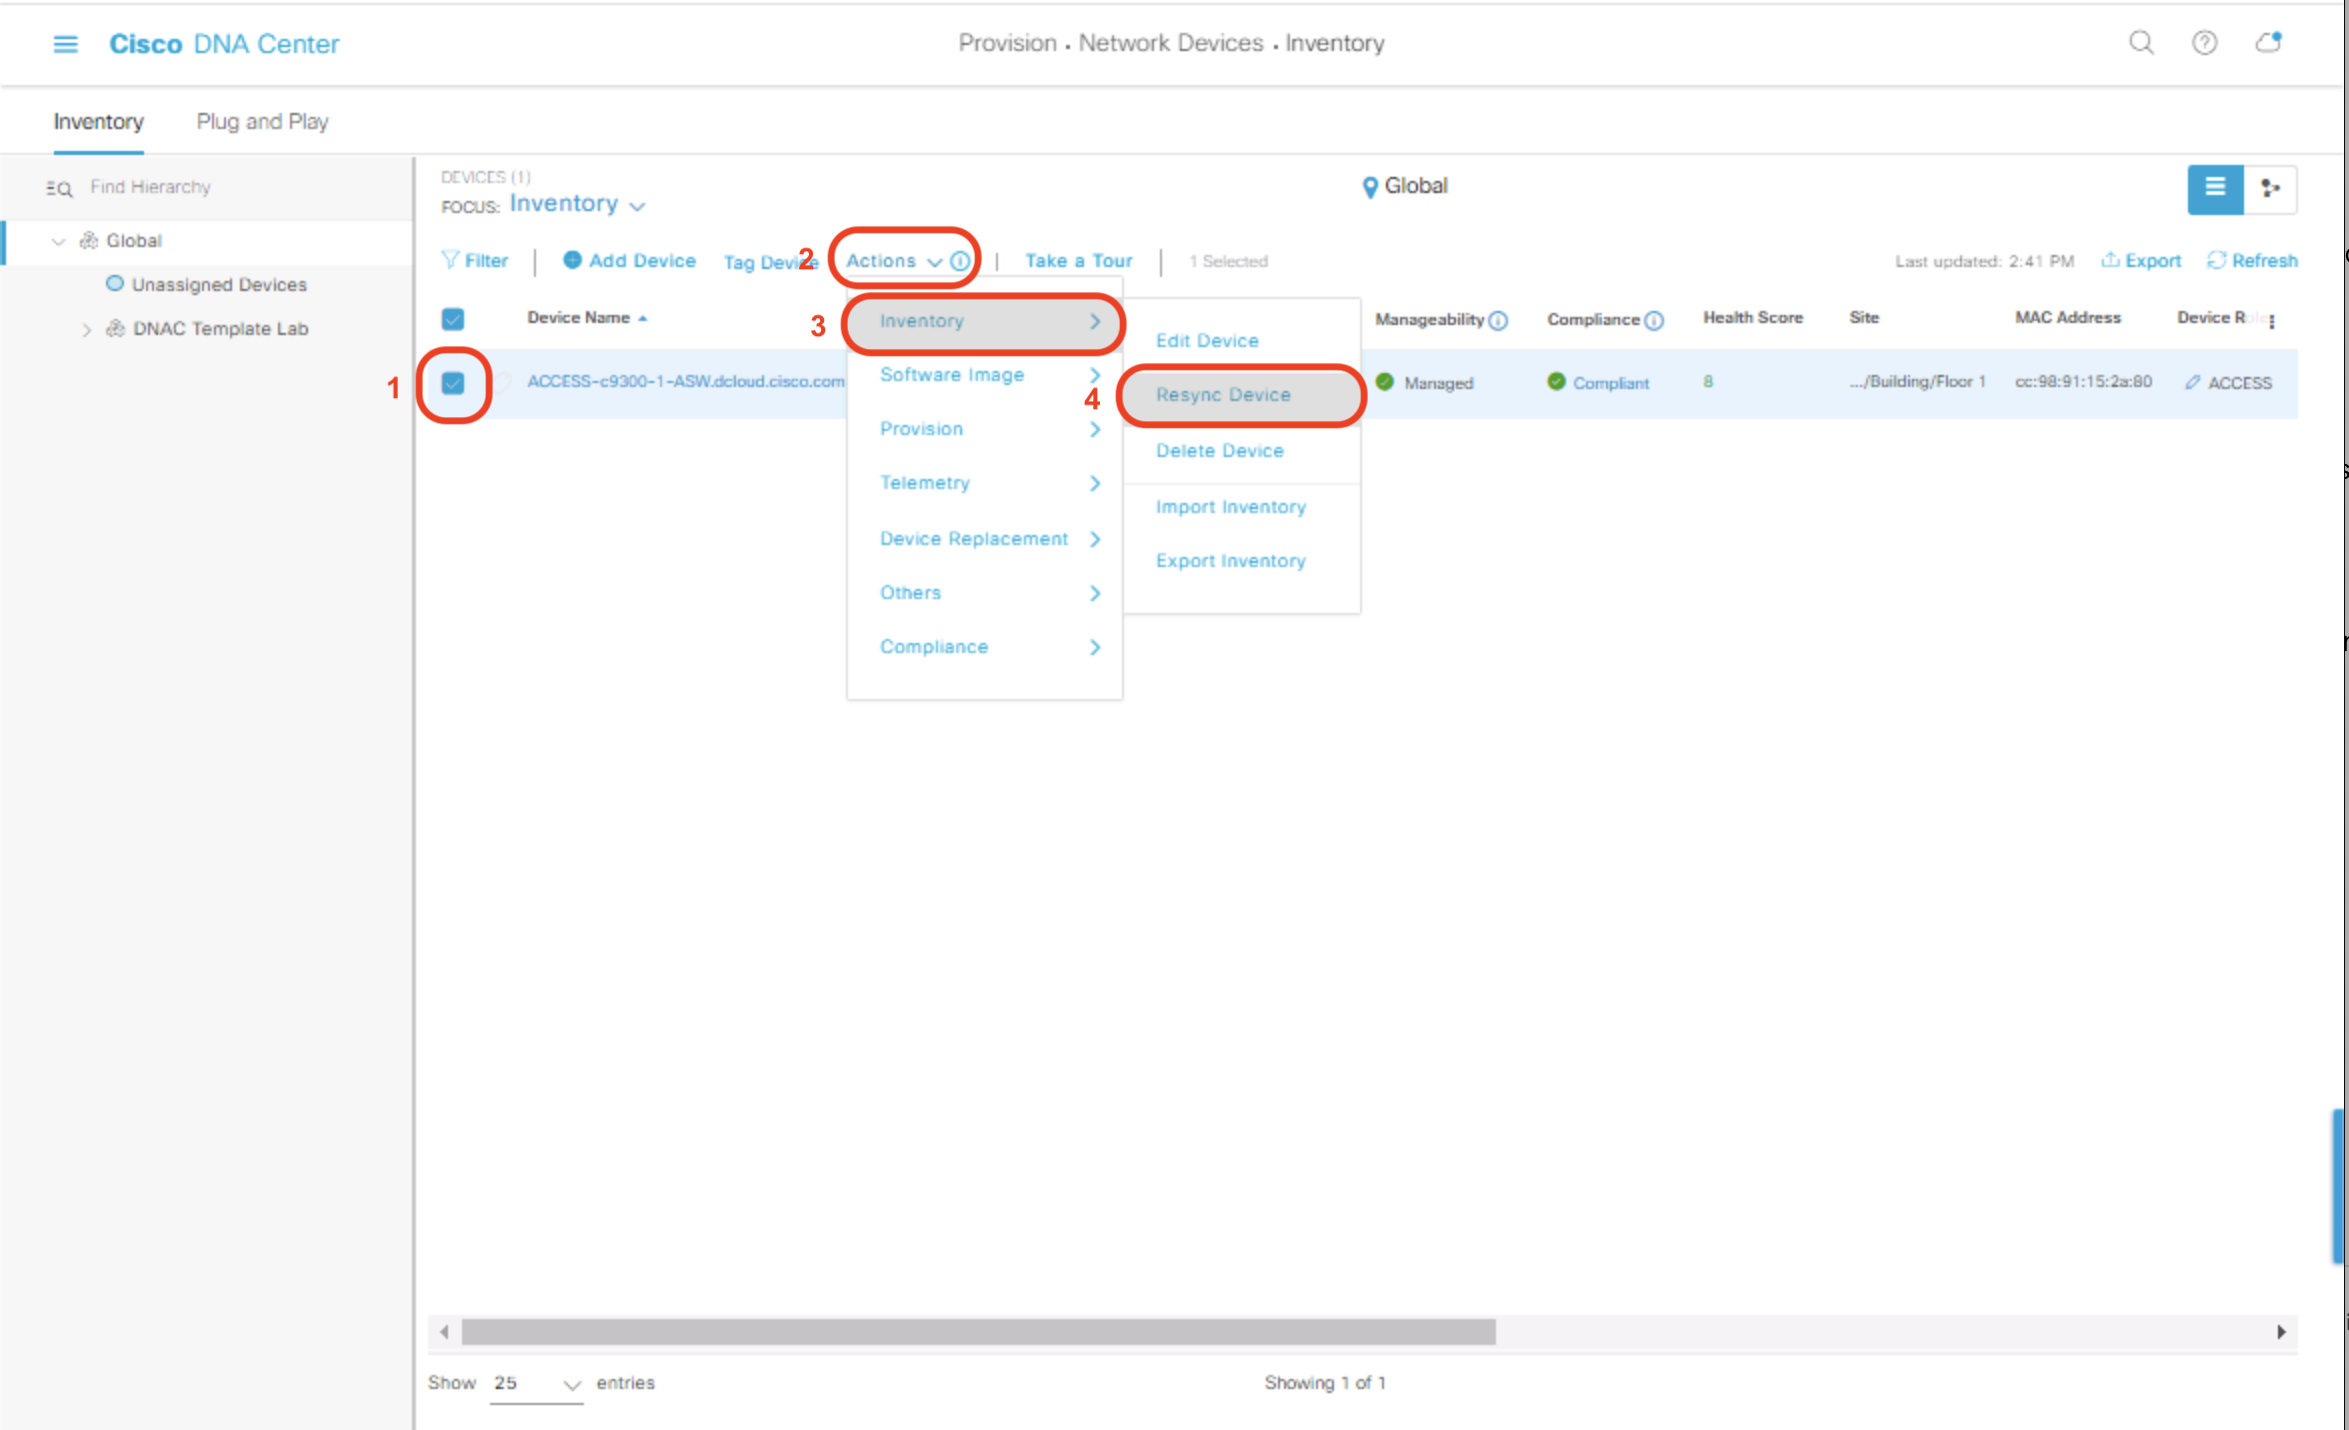 Cisco DNA Center
Provision • Network Devices • Inventory
Inventory
Plug and Play
Find Hierarchy
Global
Unassigned Devices
DNAC Template Lab
DEVICES (1)
FOCUS: Inventory
Global
Filter | Add Device Tag Device 2 Actions | Take a Tour | 1 Selected
Last updated: 2:41 PM Export Refresh
Device Name Manageability Compliance Health Score Site MAC Address Device Role
1 ACCESS-c9300-1-ASW.dcloud.cisco.com Managed Compliant 8 .../Building/Floor 1 cc:98:91:15:2a:80 ACCESS
3 Inventory
Software Image
Provision
Telemetry
Device Replacement
Others
Compliance
Edit Device
4 Resync Device
Delete Device
Import Inventory
Export Inventory
Show 25 entries
Showing 1 of 1